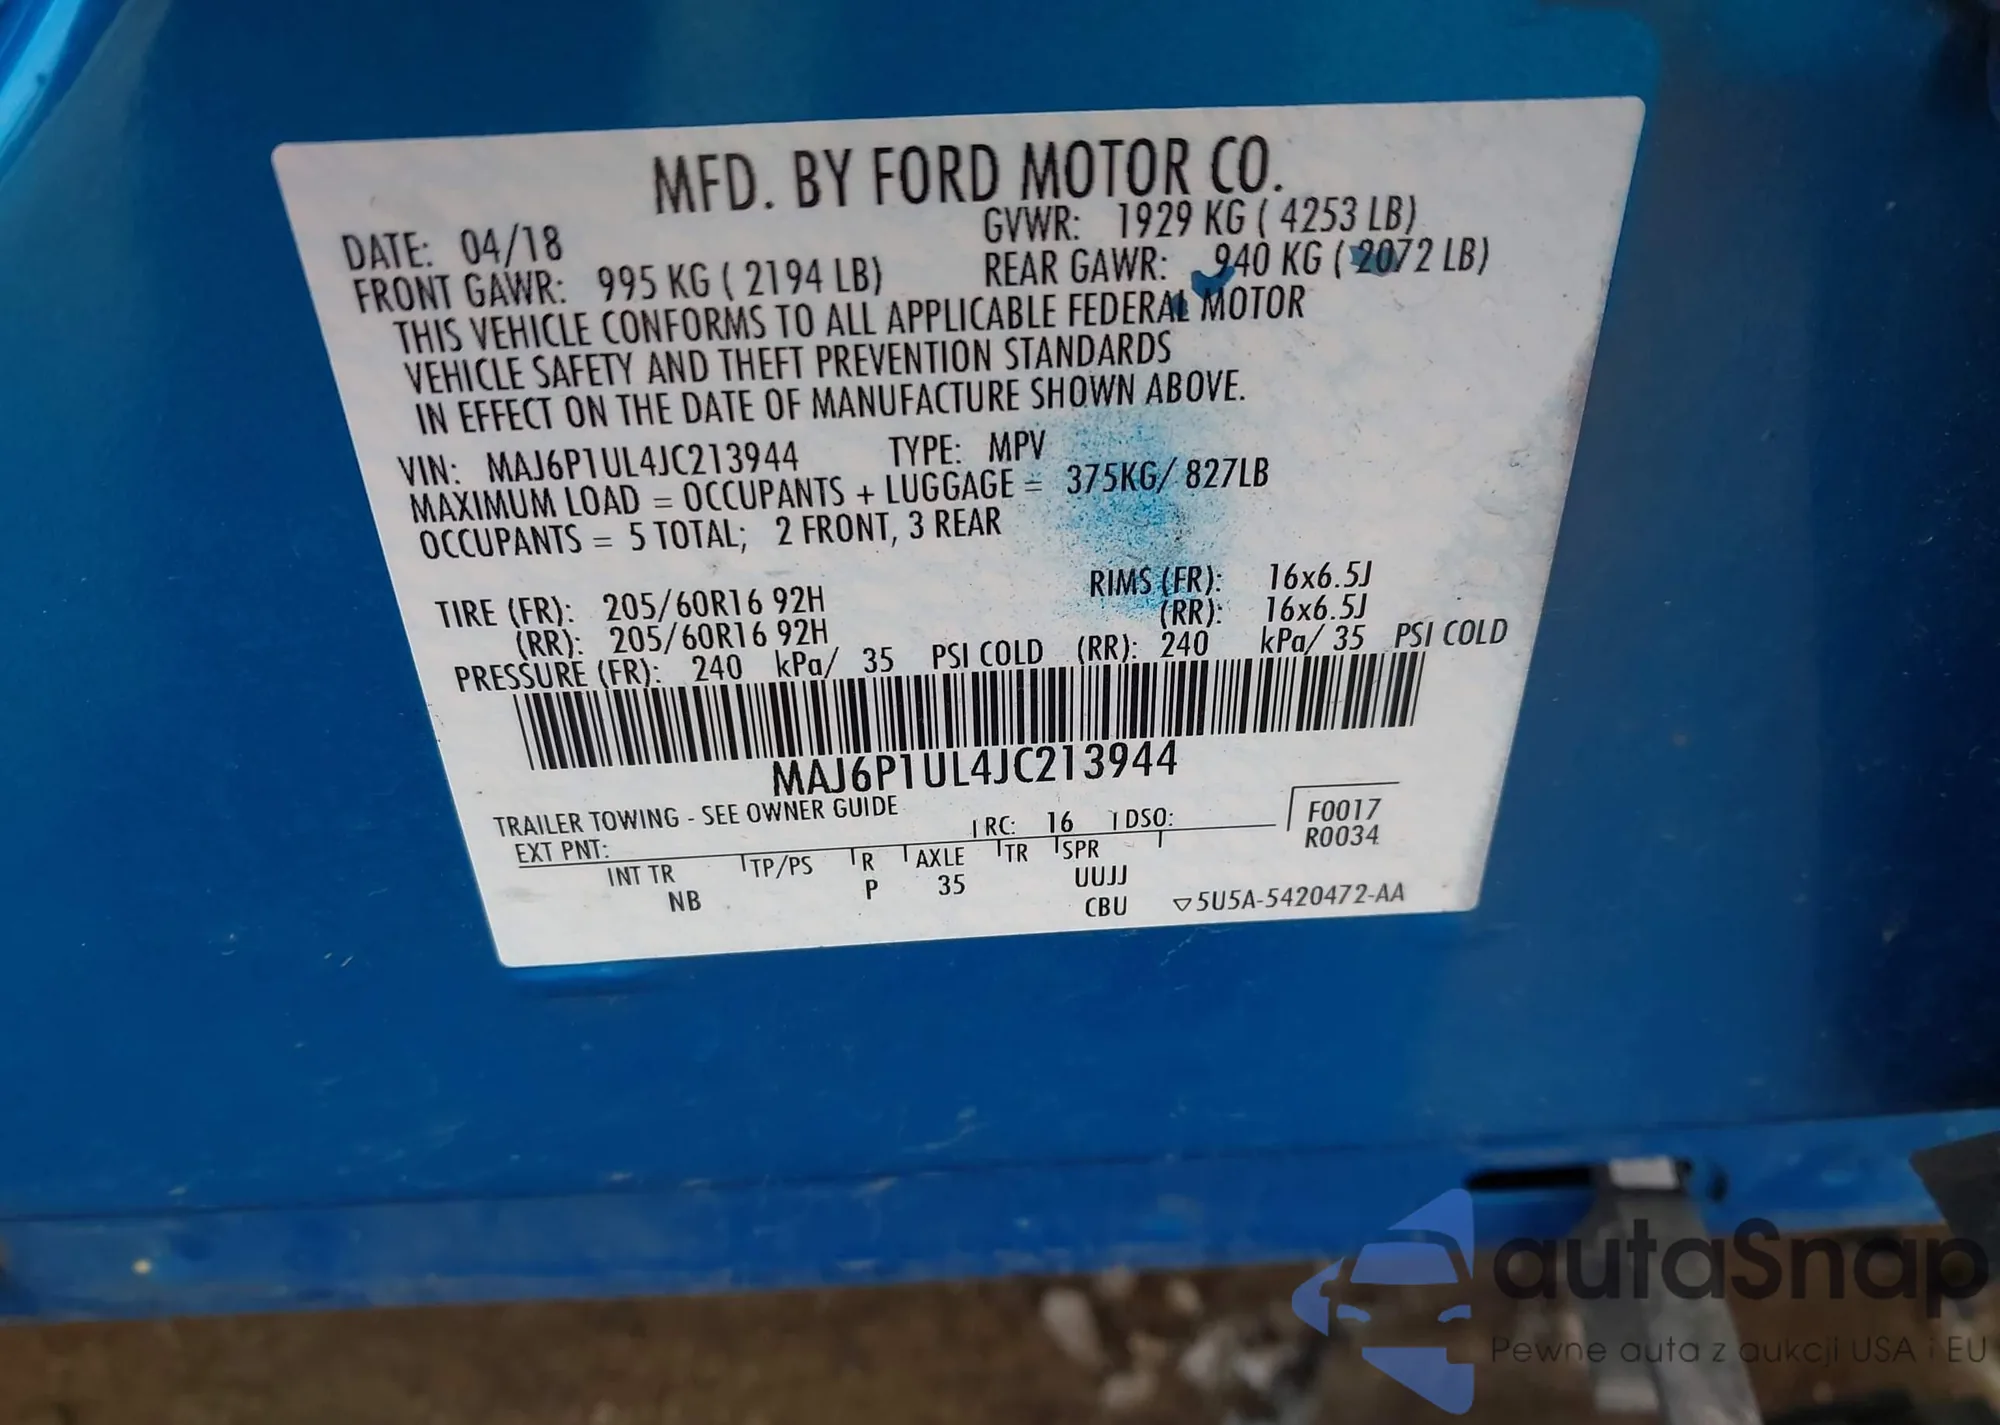 MFD. BY FORD MOTOR CO.
DATE: 04/18 GVWR: 1929 KG ( 4253 LB)
FRONT GAWR: 995 KG ( 2194 LB) REAR GAWR: 940 KG ( 2072 LB)
THIS VEHICLE CONFORMS TO ALL APPLICABLE FEDERAL MOTOR
VEHICLE SAFETY AND THEFT PREVENTION STANDARDS
IN EFFECT ON THE DATE OF MANUFACTURE SHOWN ABOVE.
VIN: MAJ6P1UL4JC213944 TYPE: MPV
MAXIMUM LOAD = OCCUPANTS + LUGGAGE = 375KG/ 827LB
OCCUPANTS = 5 TOTAL; 2 FRONT, 3 REAR
TIRE (FR): 205/60R16 92H RIMS (FR): 16x6.5J
(RR): 205/60R16 92H (RR): 16x6.5J
PRESSURE (FR): 240 kPa/ 35 PSI COLD (RR): 240 kPa/ 35 PSI COLD
MAJ6P1UL4JC213944
TRAILER TOWING - SEE OWNER GUIDE
EXT PNT: RC: 16 DSO: F0017
R0034
INT TR TP/PS R AXLE TR SPR
NB P 35 UUJJ
CBU ▽5U5A-5420472-AA
autaSnap
Pewne auta z aukcji USA i EU